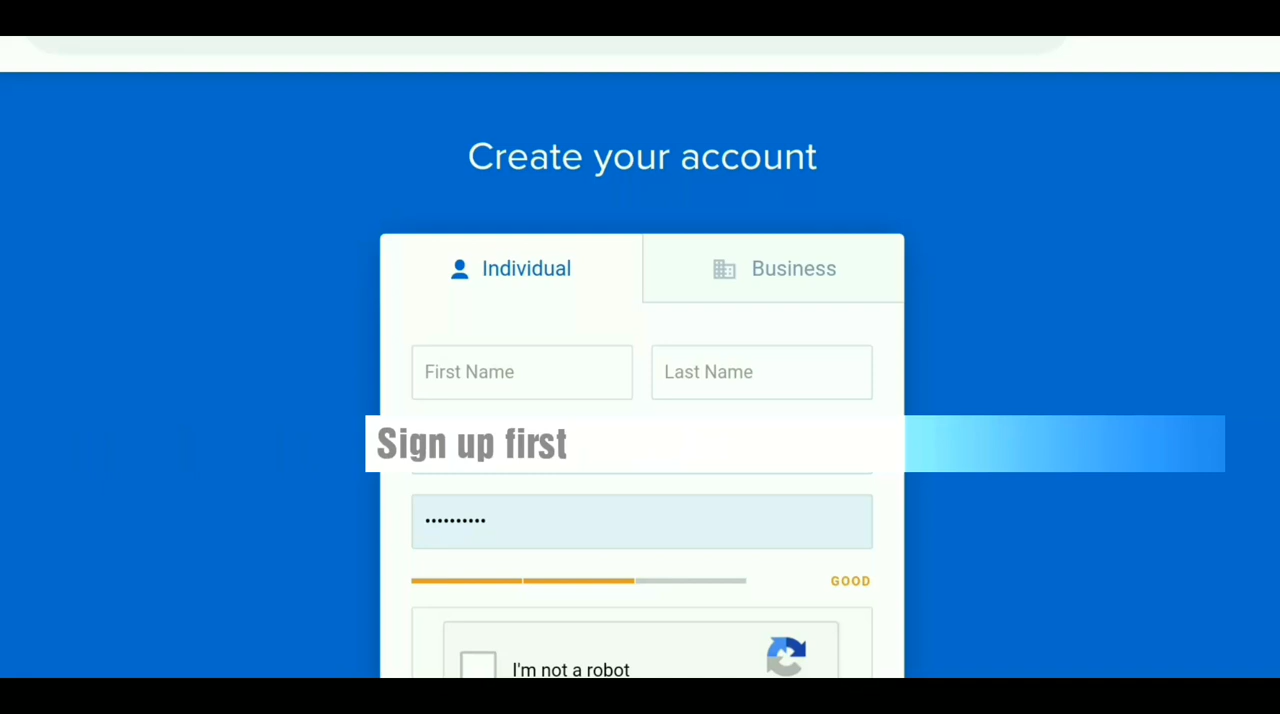 Create your account
Individual
Business
First Name
Last Name
Sign up first
••••••••••
GOOD
I'm not a robot